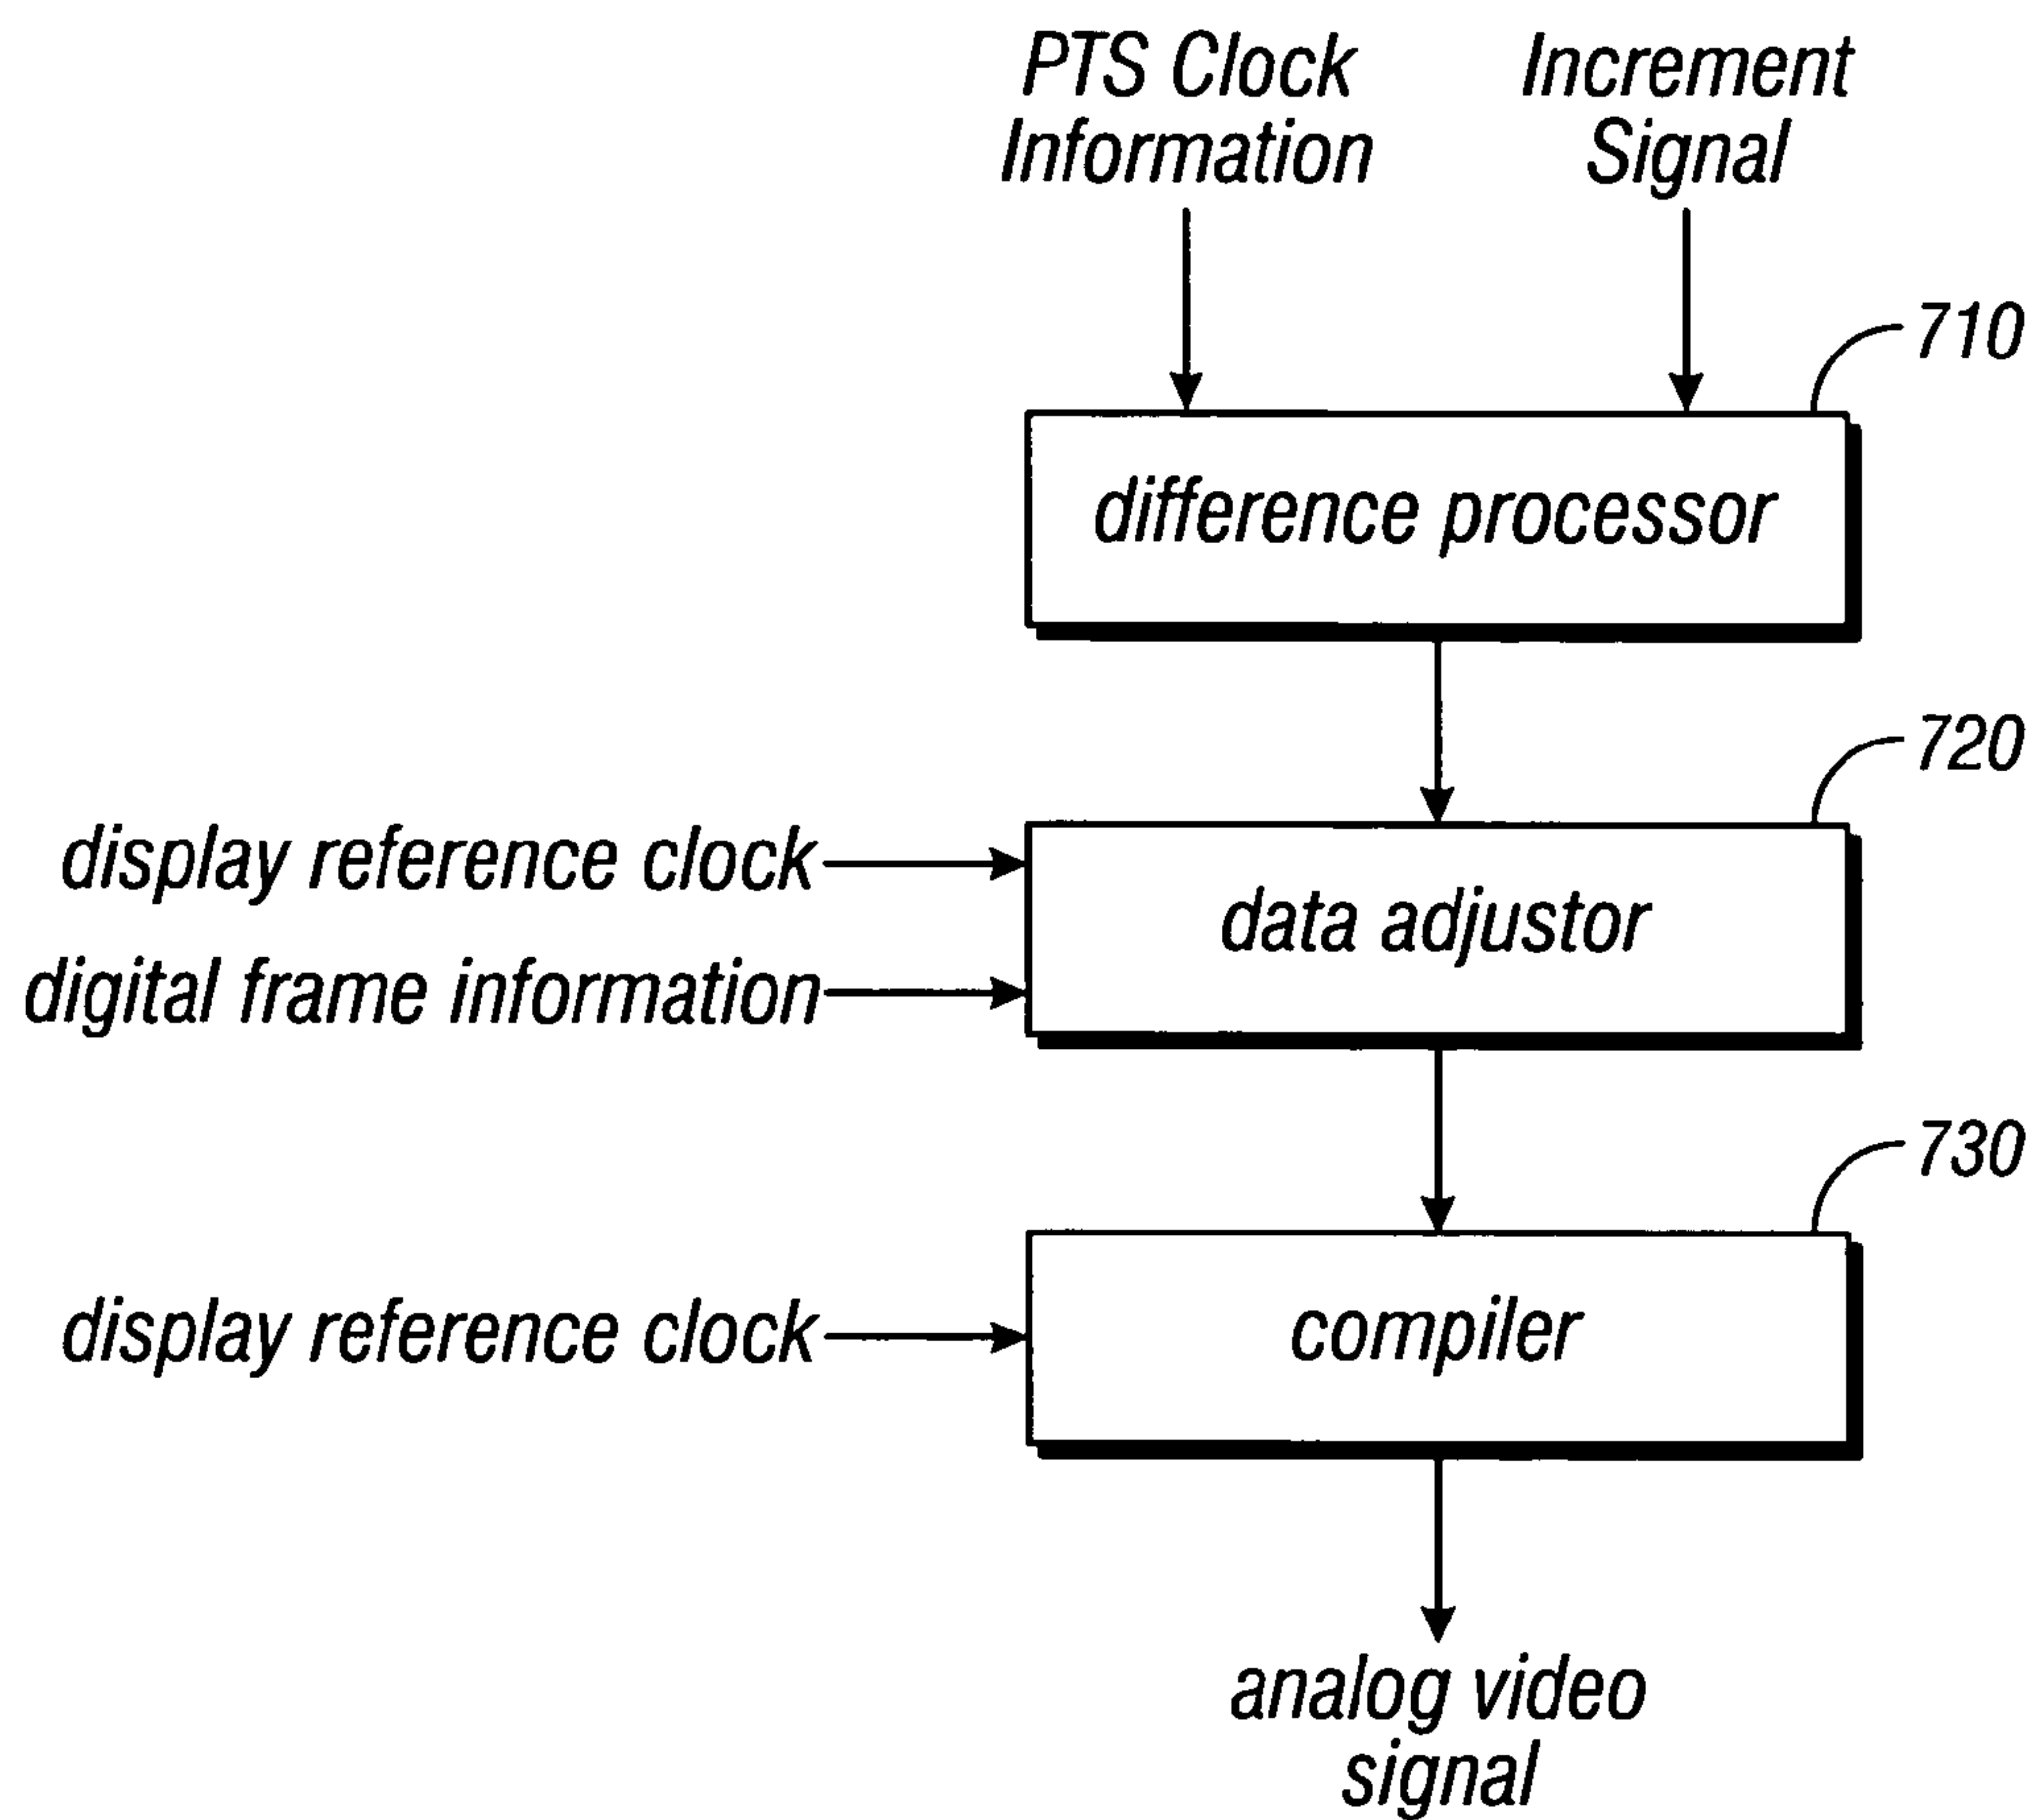 PTS Clock
Information
Increment
Signal
710
difference processor
720
display reference clock
data adjustor
digital frame information
730
display reference clock
compiler
analog video
signal